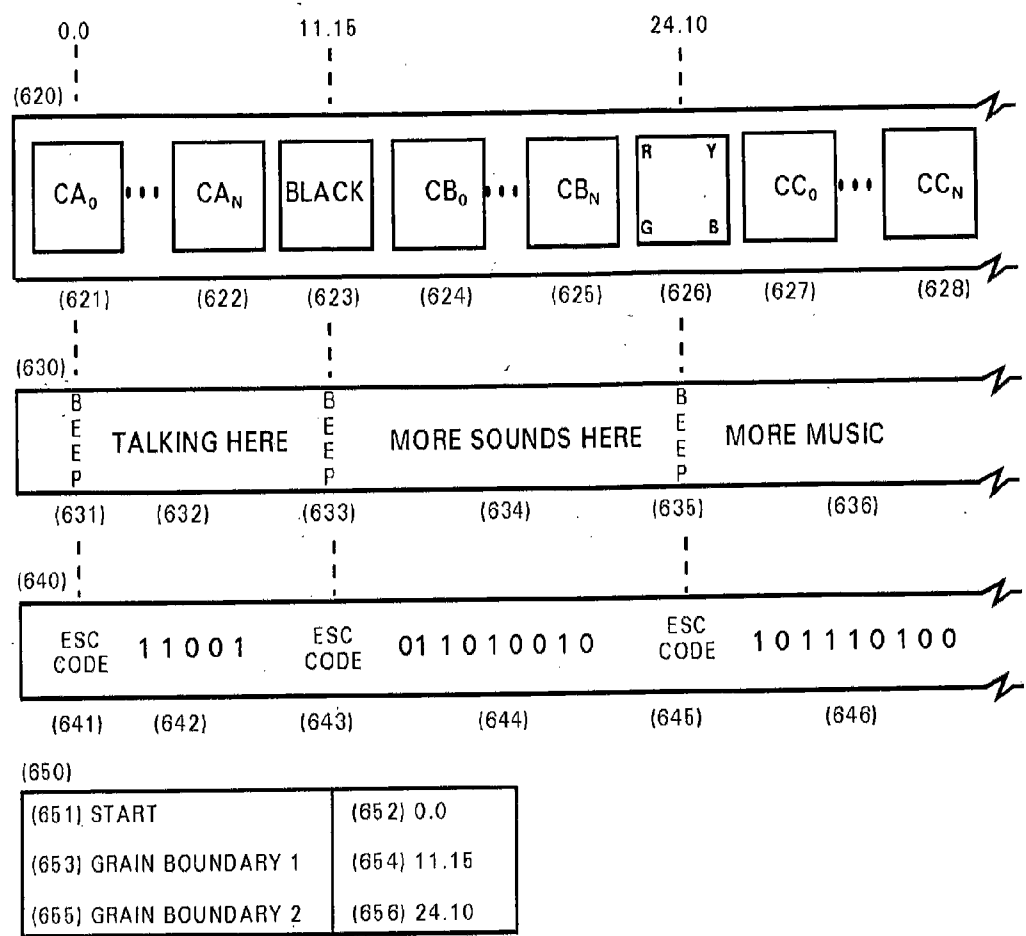 0.0 11.15 24.10
(620)
CA₀ ••• CA_N BLACK CB₀ ••• CB_N R Y G B CC₀ ••• CC_N
(621) (622) (623) (624) (625) (626) (627) (628)
(630)
BEEP TALKING HERE BEEP MORE SOUNDS HERE BEEP MORE MUSIC
(631) (632) (633) (634) (635) (636)
(640)
ESC CODE 11001 ESC CODE 011010010 ESC CODE 101110100
(641) (642) (643) (644) (645) (646)
(650)
(651) START (652) 0.0
(653) GRAIN BOUNDARY 1 (654) 11.15
(655) GRAIN BOUNDARY 2 (656) 24.10